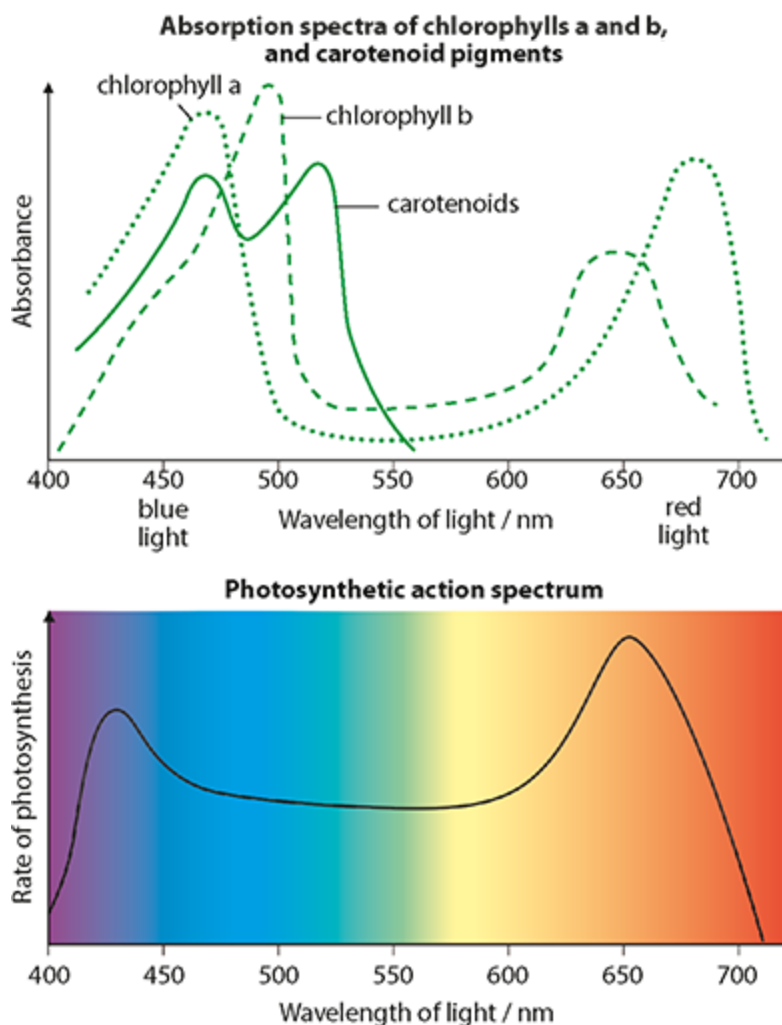 Absorption spectra of chlorophylls a and b,
and carotenoid pigments
chlorophyll a
chlorophyll b
carotenoids
Absorbance
400 450 500 550 600 650 700
blue light
red light
Wavelength of light / nm
Photosynthetic action spectrum
Rate of photosynthesis
400 450 500 550 600 650 700
Wavelength of light / nm